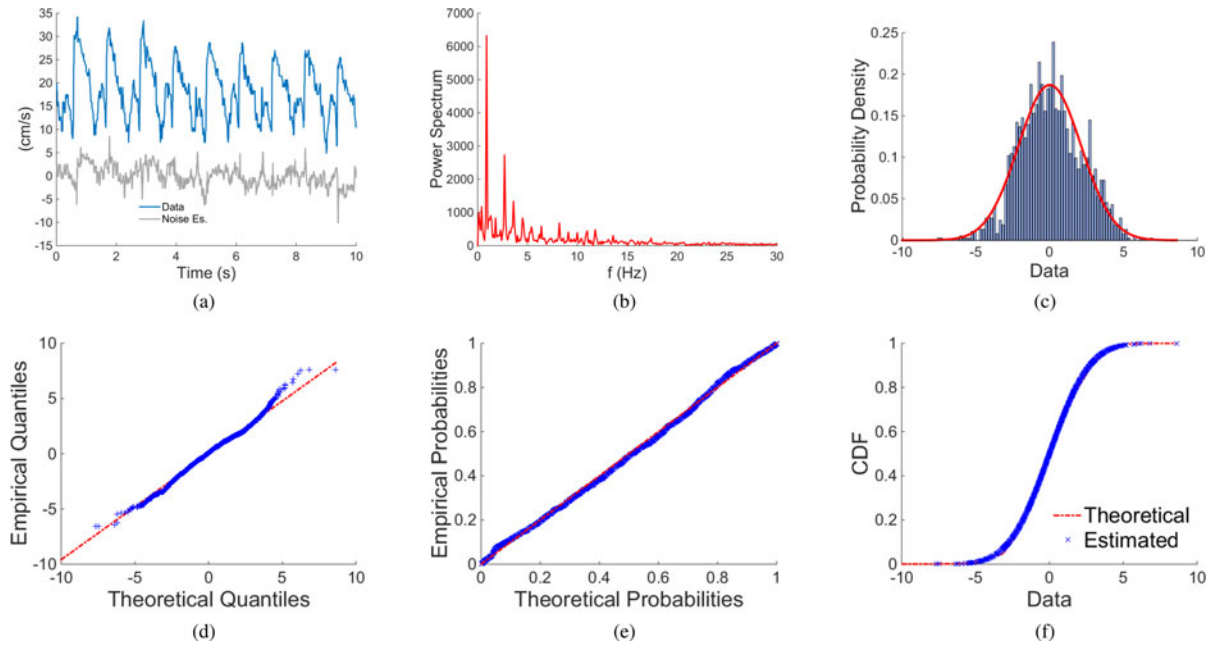 35
30
25
20
15
10
5
0
-5
-10
-15
(cm/s)
Data
Noise Es.
0 2 4 6 8 10
Time (s)
(a)
7000
6000
5000
4000
3000
2000
1000
0
Power Spectrum
0 5 10 15 20 25 30
f (Hz)
(b)
0.25
0.2
0.15
0.1
0.05
0
Probability Density
-10 -5 0 5 10
Data
(c)
10
5
0
-5
-10
Empirical Quantiles
-10 -5 0 5 10
Theoretical Quantiles
(d)
1
0.8
0.6
0.4
0.2
0
Empirical Probabilities
0 0.2 0.4 0.6 0.8 1
Theoretical Probabilities
(e)
1
0.8
0.6
0.4
0.2
0
CDF
Theoretical
Estimated
-10 -5 0 5 10
Data
(f)